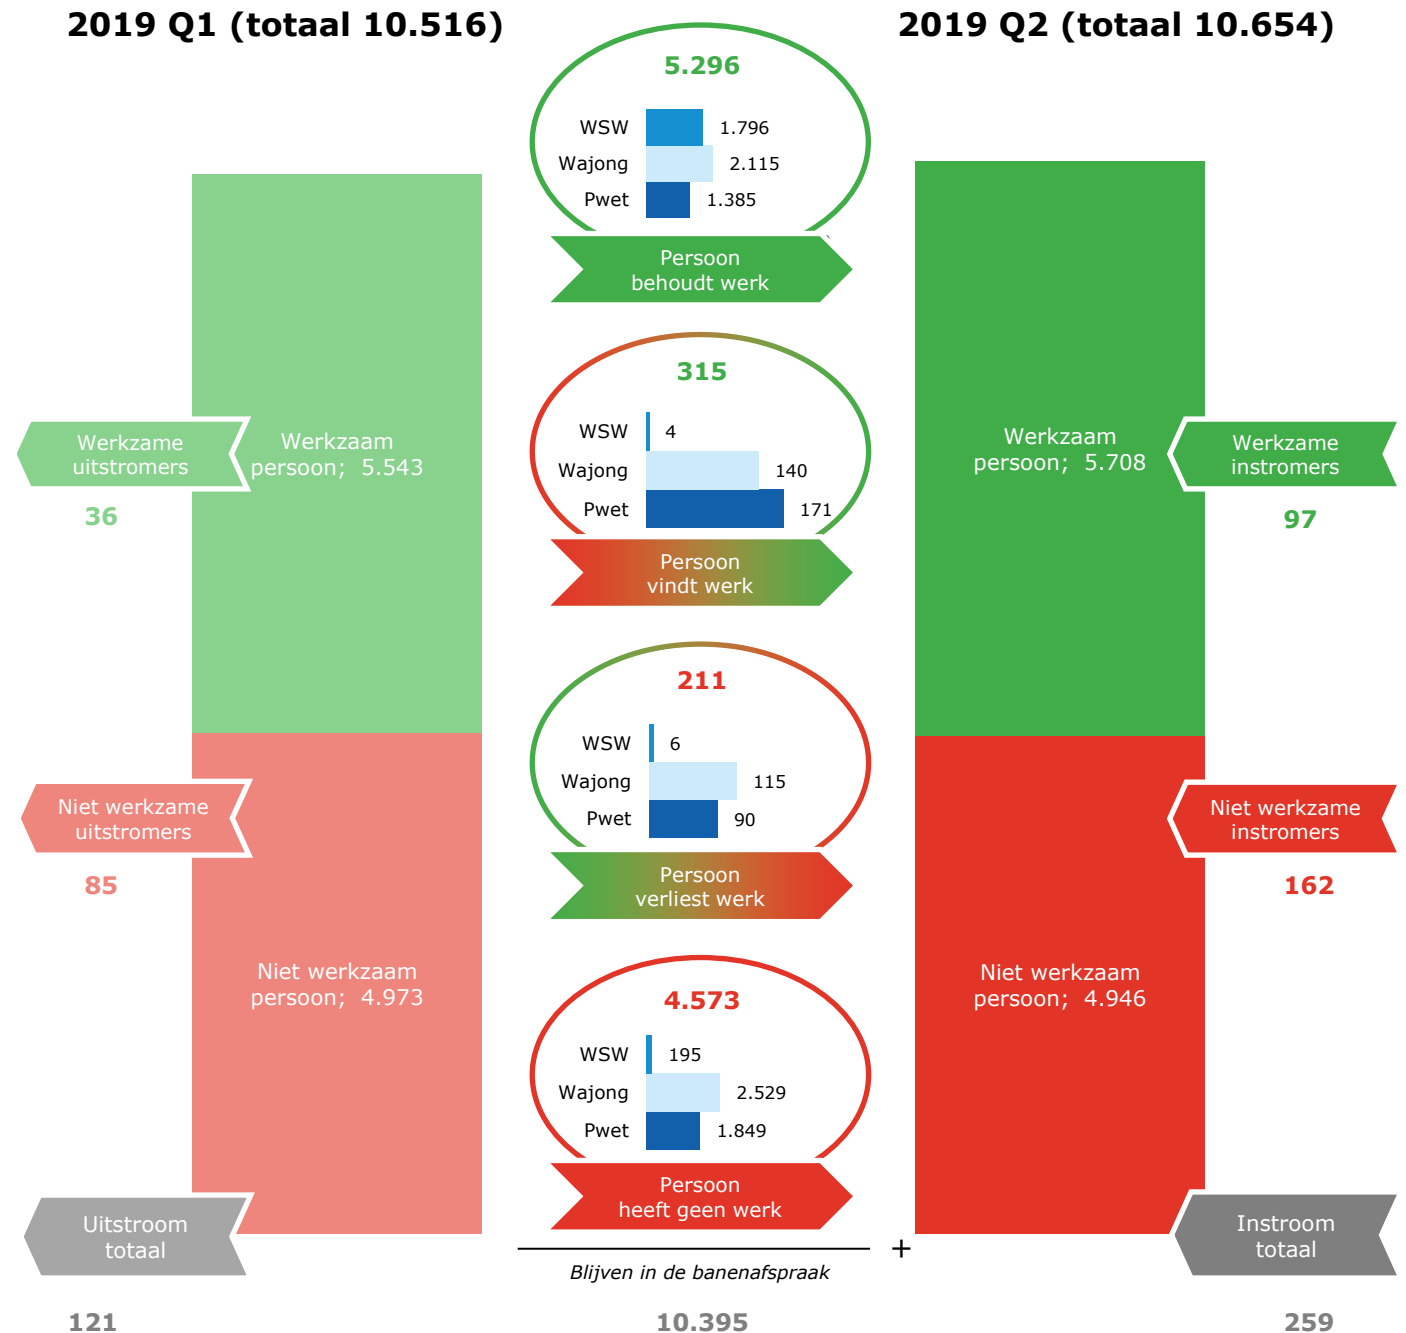 2019 Q1 (totaal 10.516)
2019 Q2 (totaal 10.654)
5.296
WSW 1.796
Wajong 2.115
Pwet 1.385
Persoon
behoudt werk
315
WSW 4
Wajong 140
Pwet 171
Persoon
vindt werk
211
WSW 6
Wajong 115
Pwet 90
Persoon
verliest werk
4.573
WSW 195
Wajong 2.529
Pwet 1.849
Persoon
heeft geen werk
Werkzame
uitstromers
36
Werkzaam
persoon; 5.543
Niet werkzame
uitstromers
85
Niet werkzaam
persoon; 4.973
Uitstroom
totaal
121
Werkzaam
persoon; 5.708
Werkzame
instromers
97
Niet werkzame
instromers
162
Niet werkzaam
persoon; 4.946
Instroom
totaal
259
+
Blijven in de banenafspraak
10.395